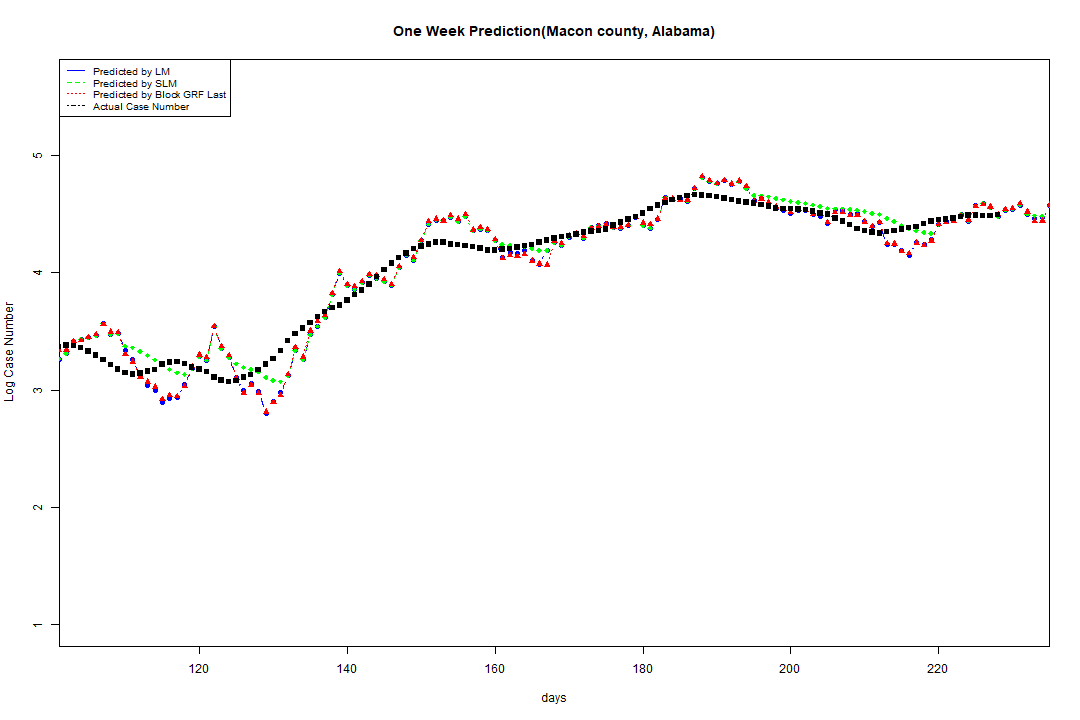 One Week Prediction(Macon county, Alabama)
Predicted by LM
Predicted by SLM
Predicted by Block GRF Last
Actual Case Number
5
4
3
2
1
Log Case Number
120
140
160
180
200
220
days